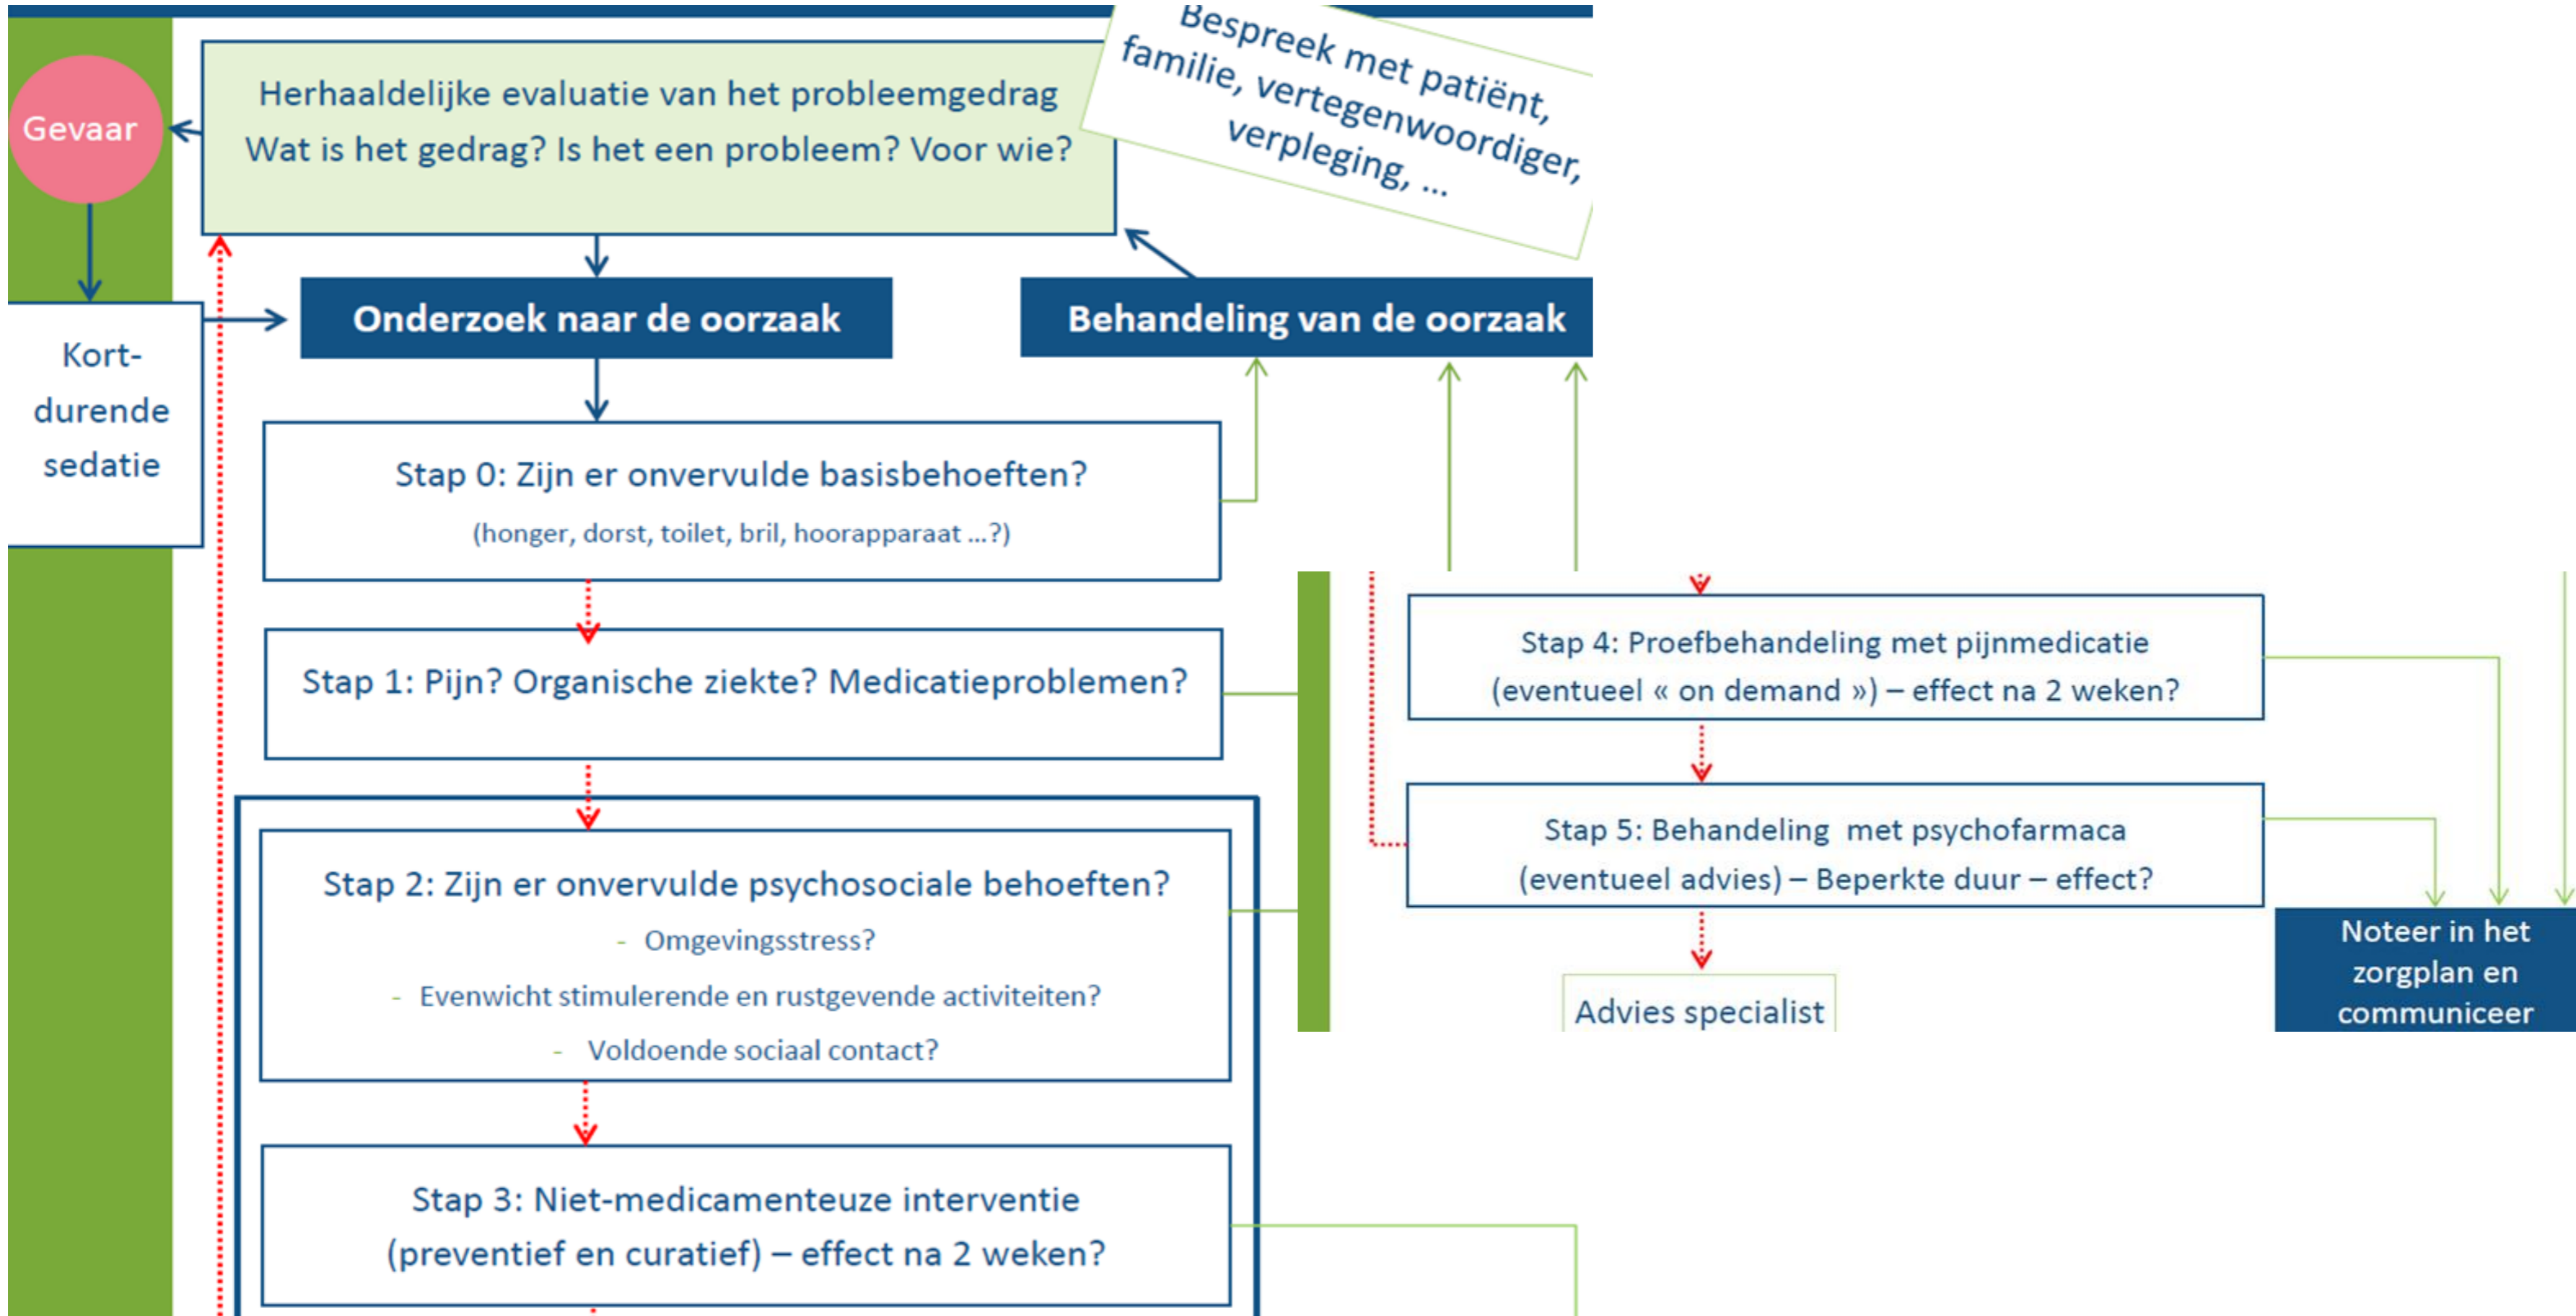 Bespreek met patiënt,
familie, vertegenwoordiger,
verpleging, ...
Gevaar
Herhaaldelijke evaluatie van het probleemgedrag
Wat is het gedrag? Is het een probleem? Voor wie?
Onderzoek naar de oorzaak
Behandeling van de oorzaak
Kort-
durende
sedatie
Stap 0: Zijn er onvervulde basisbehoeften?
(honger, dorst, toilet, bril, hoorapparaat ...?)
Stap 1: Pijn? Organische ziekte? Medicatieproblemen?
Stap 2: Zijn er onvervulde psychosociale behoeften?
- Omgevingsstress?
- Evenwicht stimulerende en rustgevende activiteiten?
- Voldoende sociaal contact?
Stap 3: Niet-medicamenteuze interventie
(preventief en curatief) – effect na 2 weken?
Stap 4: Proefbehandeling met pijnmedicatie
(eventueel « on demand ») – effect na 2 weken?
Stap 5: Behandeling met psychofarmaca
(eventueel advies) – Beperkte duur – effect?
Advies specialist
Noteer in het
zorgplan en
communiceer